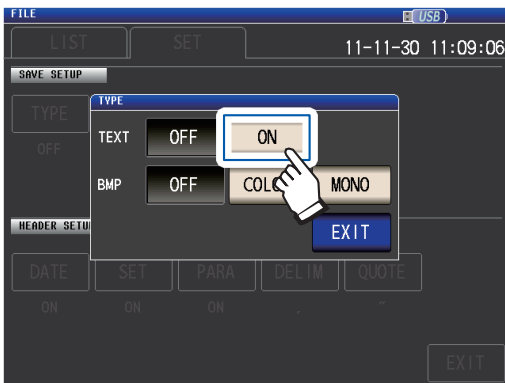 FILE USB
LIST SET 11-11-30 11:09:06
SAVE SETUP
TYPE
OFF
TYPE
TEXT OFF ON
BMP OFF MONO
EXIT
HEADER SETU
DATE SET PARA DELIM QUOTE
ON ON ON , "
EXIT